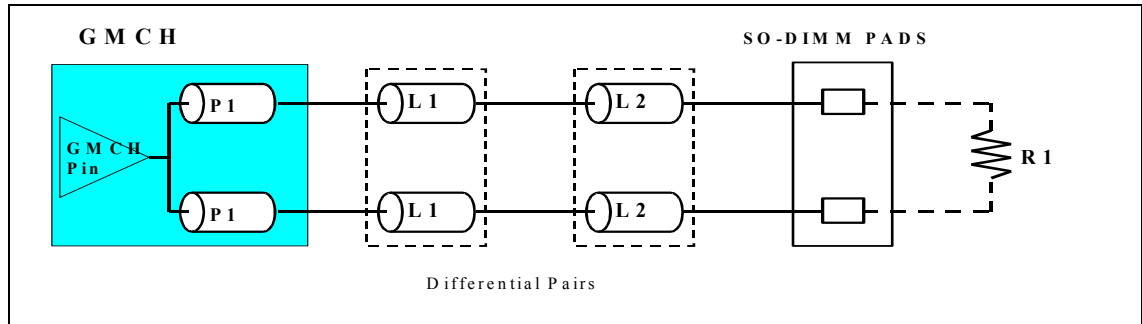 GMCH
SO-DIMM PADS
P1
L1
L2
GMCH
Pin
R1
P1
L1
L2
Differential Pairs